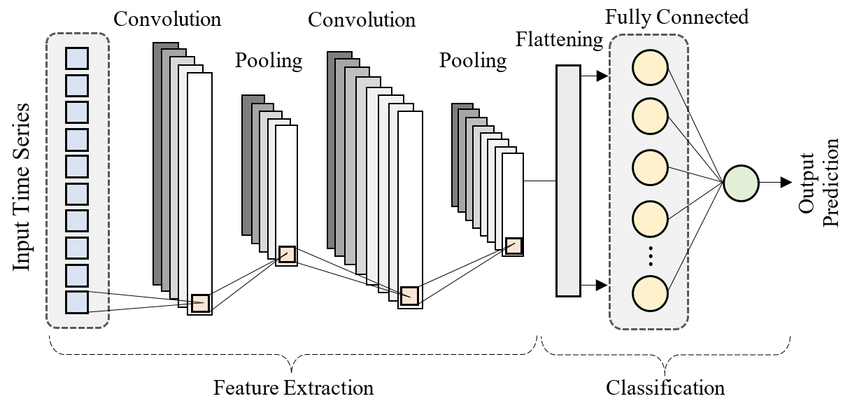 Convolution
Convolution
Fully Connected
Flattening
Pooling
Pooling
Input Time Series
Output
Prediction
Feature Extraction
Classification